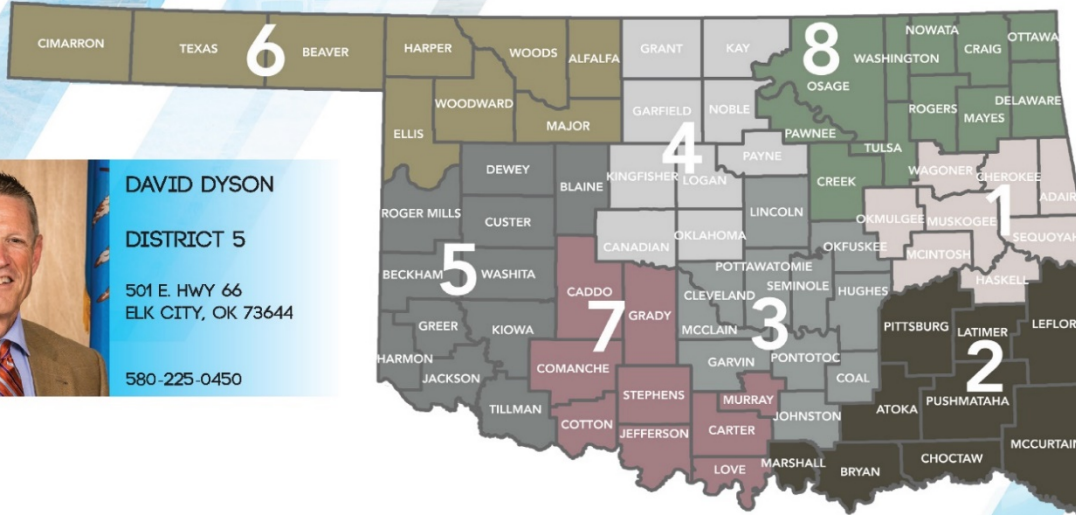 CIMARRON
TEXAS
6
BEAVER
HARPER
WOODS
ALFALFA
WOODWARD
ELLIS
MAJOR
GRANT
KAY
GARFIELD
NOBLE
4
PAYNE
KINGFISHER
LOGAN
CANADIAN
OKLAHOMA
8
OSAGE
WASHINGTON
NOWATA
CRAIG
OTTAWA
ROGERS
MAYES
DELAWARE
PAWNEE
TULSA
CREEK
WAGONER
CHEROKEE
ADAIR
1
OKMULGEE
MUSKOGEE
SEQUOYAH
MCINTOSH
HASKELL
DAVID DYSON
DISTRICT 5
501 E. HWY 66
ELK CITY, OK 73644
580-225-0450
DEWEY
BLAINE
ROGER MILLS
CUSTER
5
BECKHAM
WASHITA
GREER
KIOWA
HARMON
JACKSON
TILLMAN
CADDO
7
GRADY
COMANCHE
STEPHENS
COTTON
JEFFERSON
MURRAY
CARTER
LOVE
LINCOLN
OKFUSKEE
POTTAWATOMIE
CLEVELAND
SEMINOLE
HUGHES
3
MCCLAIN
GARVIN
PONTOTOC
COAL
JOHNSTON
PITTSBURG
LATIMER
LEFLOR
2
ATOKA
PUSHMATAHA
MCCURTAIN
MARSHALL
BRYAN
CHOCTAW